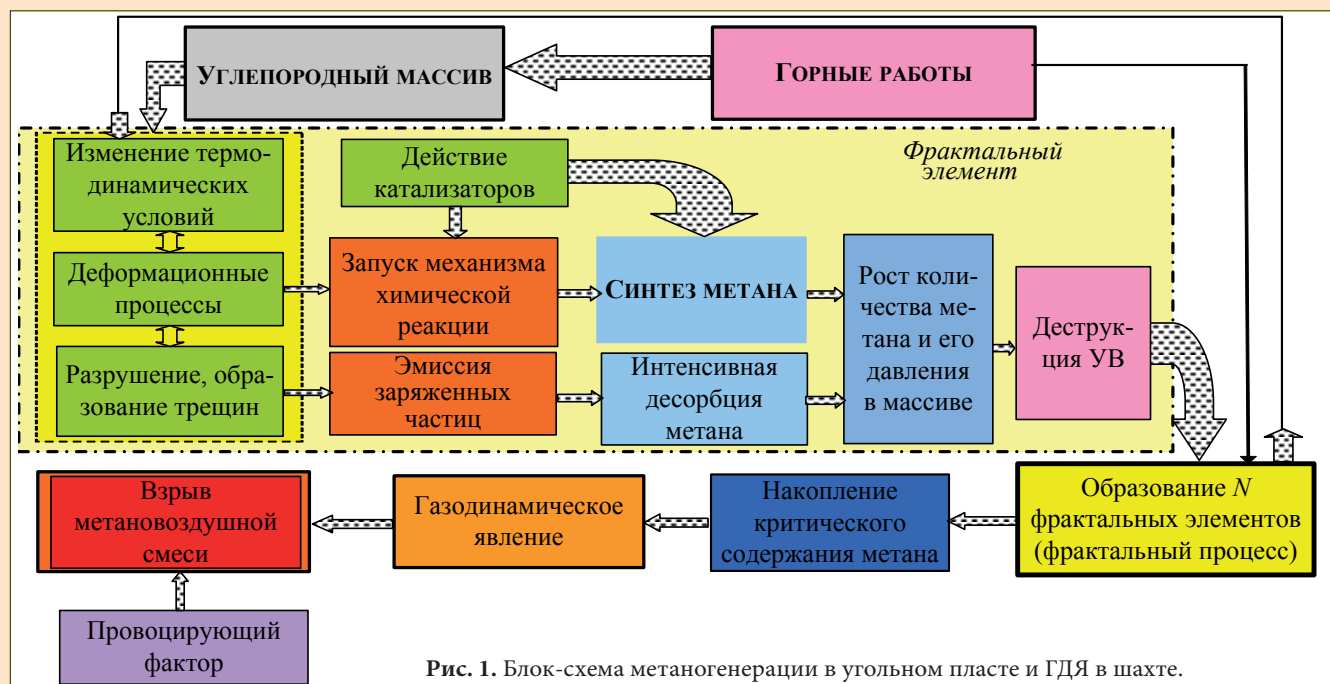 УГЛЕПОРОДНЫЙ МАССИВ
ГОРНЫЕ РАБОТЫ
Изменение термо-
динамических
условий
Действие
катализаторов
Фрактальный
элемент
Деформационные
процессы
Запуск механизма
химической
реакции
СИНТЕЗ МЕТАНА
Рост коли-
чества ме-
тана и его
давления
в массиве
Деструк-
ция УВ
Разрушение, обра-
зование трещин
Эмиссия
заряженных
частиц
Интенсивная
десорбция
метана
Взрыв
метановоздушной
смеси
Газодинамическое
явление
Накопление
критического
содержания метана
Образование N
фрактальных элементов
(фрактальный процесс)
Провоцирующий
фактор
Рис. 1. Блок-схема метаногенерации в угольном пласте и ГДЯ в шахте.